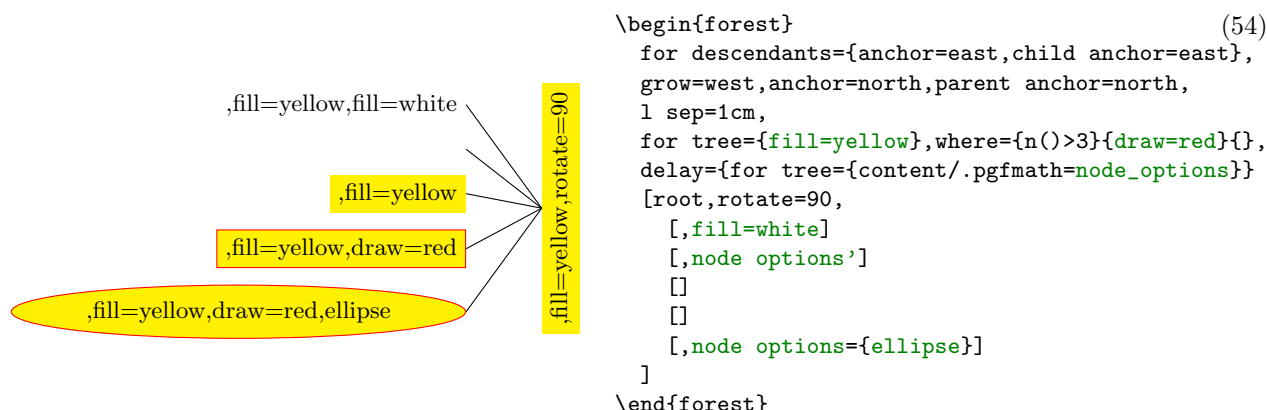 ,fill=yellow,fill=white
,fill=yellow
,fill=yellow,draw=red
,fill=yellow,draw=red,ellipse
,fill=yellow,rotate=90
\begin{forest}
(54)
for descendants={anchor=east,child anchor=east},
grow=west,anchor=north,parent anchor=north,
l sep=1cm,
for tree={fill=yellow},where={n()>3}{draw=red}{},
delay={for tree={content/.pgfmath=node_options}}
[root,rotate=90,
[,fill=white]
[,node options']
[]
[]
[,node options={ellipse}]
]
\end{forest}